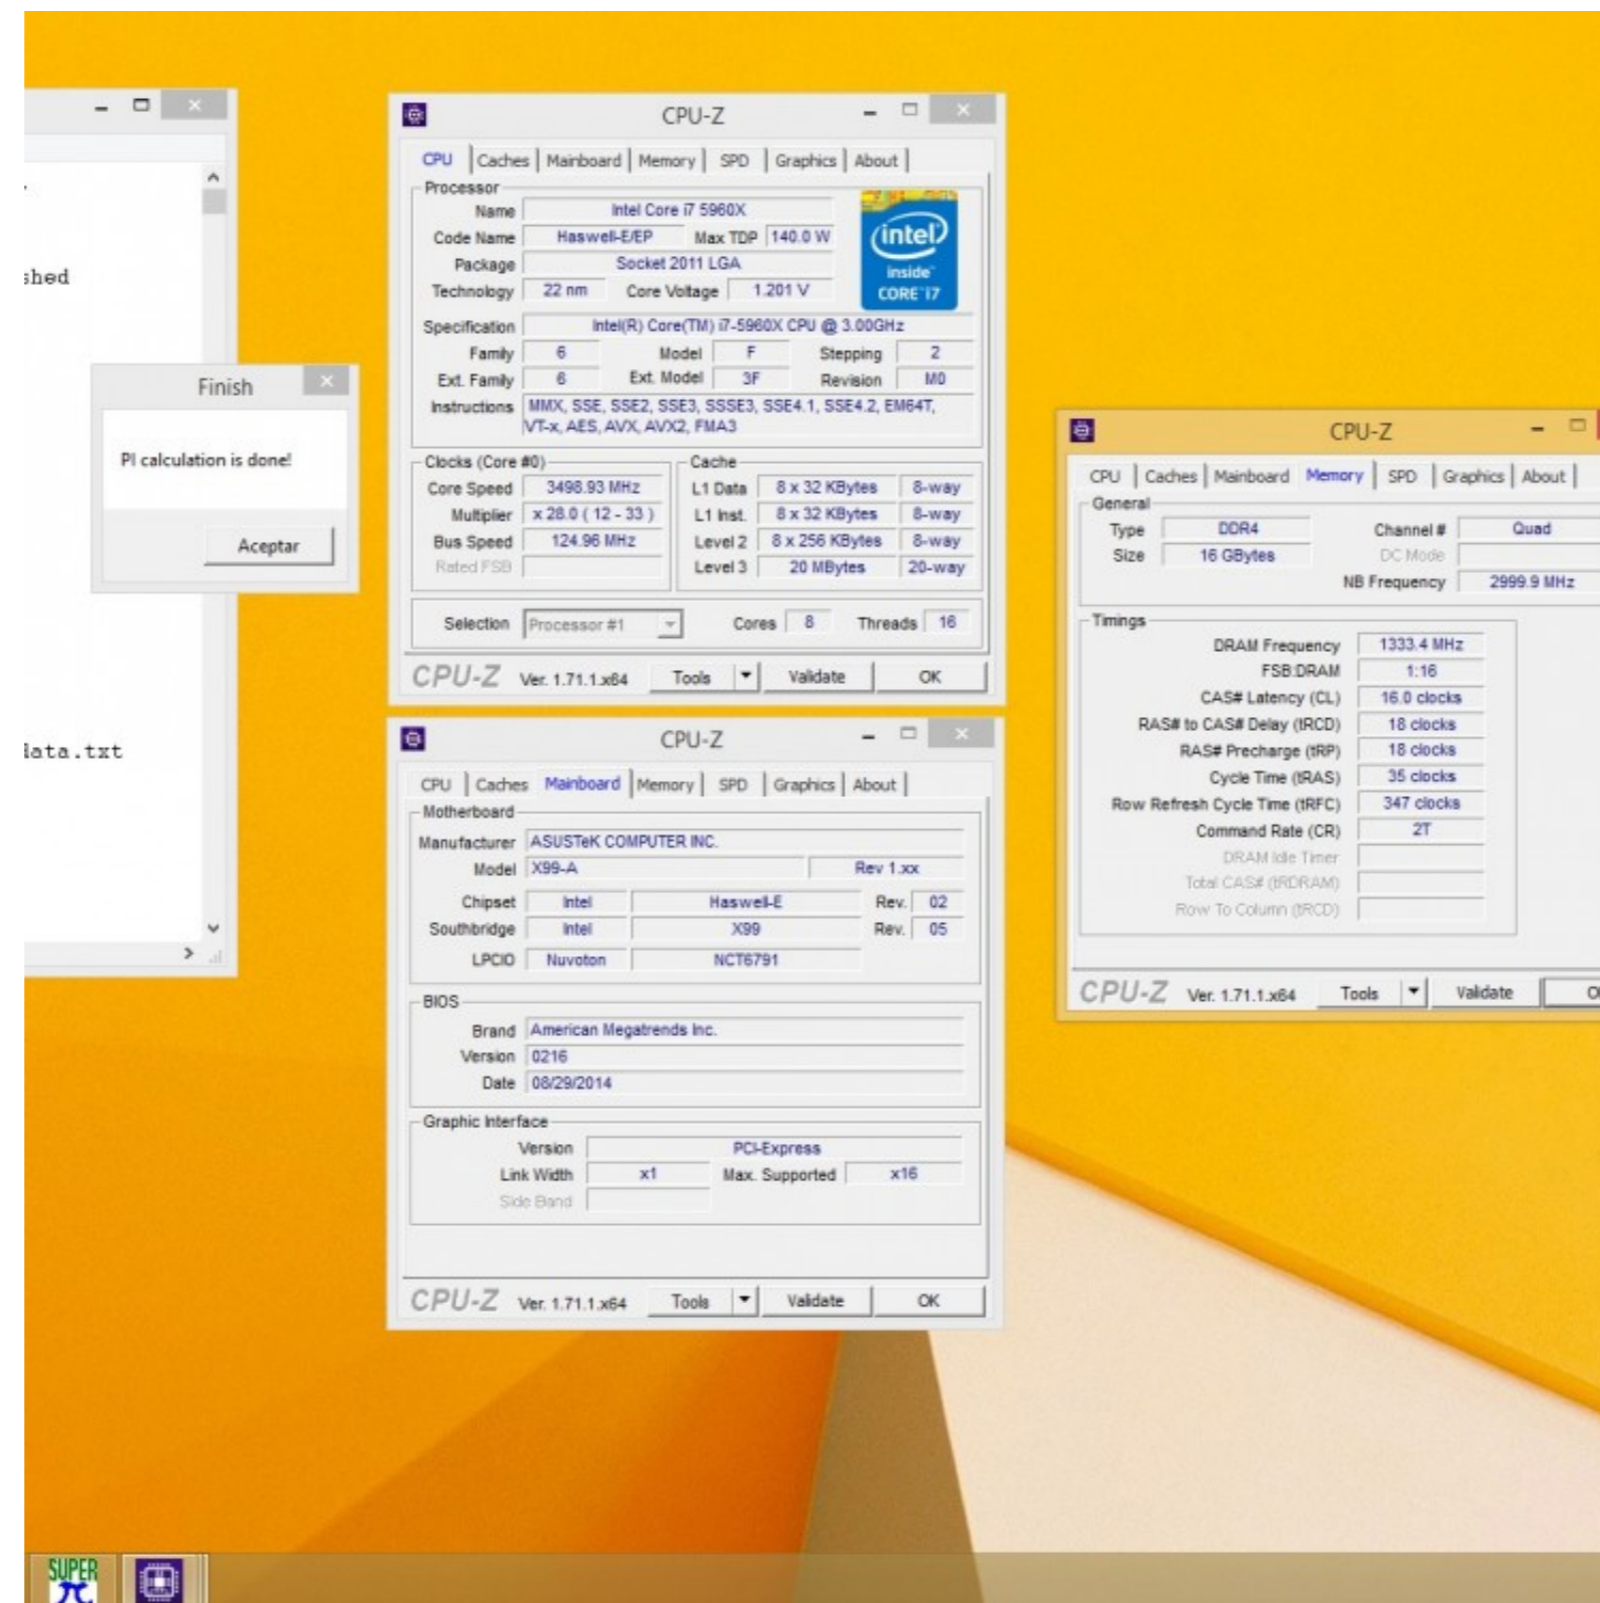 shed
data.txt
Finish
PI calculation is done!
Aceptar
CPU-Z
CPU Caches Mainboard Memory SPD Graphics About
Processor
Name Intel Core i7 5960X
Code Name Haswell-E/EP Max TDP 140.0 W
Package Socket 2011 LGA
Technology 22 nm Core Voltage 1.201 V
intel
inside
CORE i7
Specification Intel(R) Core(TM) i7-5960X CPU @ 3.00GHz
Family 6 Model F Stepping 2
Ext. Family 6 Ext. Model 3F Revision M0
Instructions MMX, SSE, SSE2, SSE3, SSSE3, SSE4.1, SSE4.2, EM64T,
VT-x, AES, AVX, AVX2, FMA3
Clocks (Core #0) Cache
Core Speed 3498.93 MHz L1 Data 8 x 32 KBytes 8-way
Multiplier x 28.0 ( 12 - 33 ) L1 Inst. 8 x 32 KBytes 8-way
Bus Speed 124.96 MHz Level 2 8 x 256 KBytes 8-way
Rated FSB Level 3 20 MBytes 20-way
Selection Processor #1 Cores 8 Threads 16
CPU-Z Ver. 1.71.1.x64 Tools Validate OK
CPU-Z
CPU Caches Mainboard Memory SPD Graphics About
Motherboard
Manufacturer ASUSTeK COMPUTER INC.
Model X99-A Rev 1.xx
Chipset Intel Haswell-E Rev. 02
Southbridge Intel X99 Rev. 05
LPCIO Nuvoton NCT6791
BIOS
Brand American Megatrends Inc.
Version 0216
Date 08/29/2014
Graphic Interface
Version PCI-Express
Link Width x1 Max. Supported x16
Side Band
CPU-Z Ver. 1.71.1.x64 Tools Validate OK
CPU-Z
CPU Caches Mainboard Memory SPD Graphics About
General
Type DDR4 Channel # Quad
Size 16 GBytes DC Mode
NB Frequency 2999.9 MHz
Timings
DRAM Frequency 1333.4 MHz
FSB:DRAM 1:16
CAS# Latency (CL) 16.0 clocks
RAS# to CAS# Delay (tRCD) 18 clocks
RAS# Precharge (tRP) 18 clocks
Cycle Time (tRAS) 35 clocks
Row Refresh Cycle Time (tRFC) 347 clocks
Command Rate (CR) 2T
DRAM Idle Timer
Total CAS# (tRDRAM)
Row To Column (tRCD)
CPU-Z Ver. 1.71.1.x64 Tools Validate O
SUPER
π